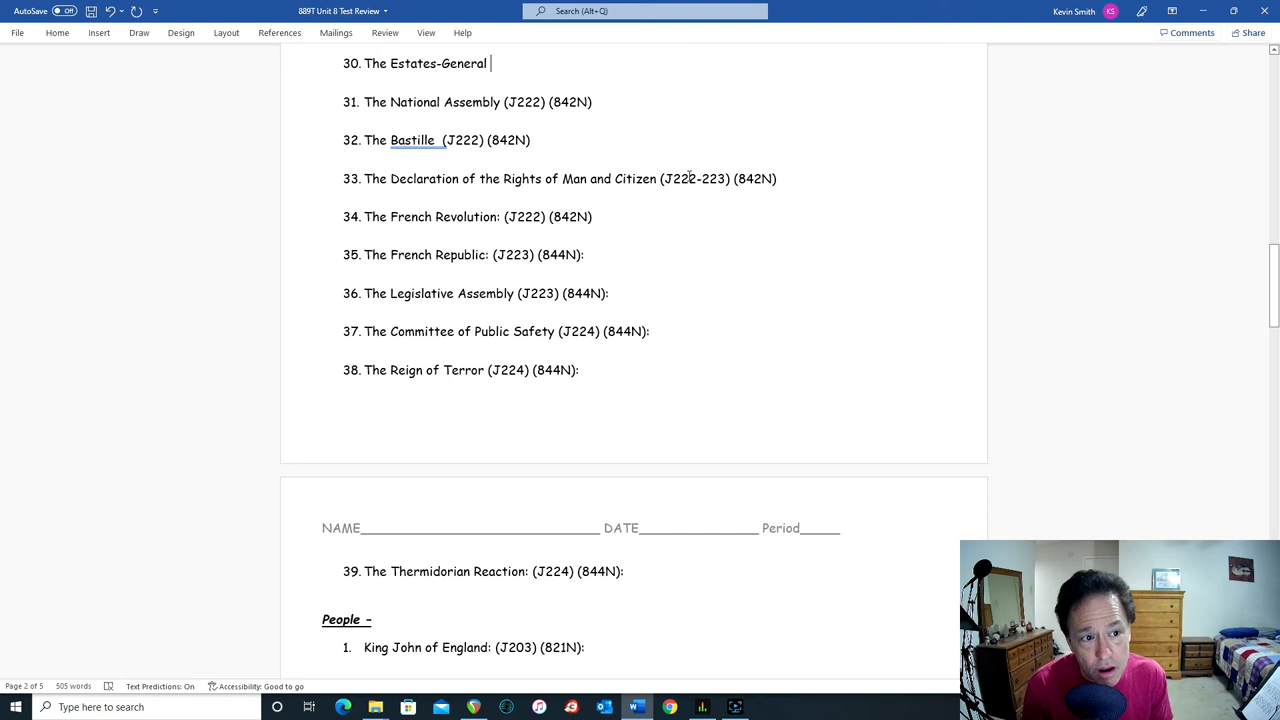 AutoSave Off 889T Unit 8 Test Review Search (Alt+Q) Kevin Smith KS
File Home Insert Draw Design Layout References Mailings Review View Help Comments Share
30. The Estates-General
31. The National Assembly (J222) (842N)
32. The Bastille (J222) (842N)
33. The Declaration of the Rights of Man and Citizen (J222-223) (842N)
34. The French Revolution: (J222) (842N)
35. The French Republic: (J223) (844N):
36. The Legislative Assembly (J223) (844N):
37. The Committee of Public Safety (J224) (844N):
38. The Reign of Terror (J224) (844N):
NAME____________________________ DATE______________ Period_____
39. The Thermidorian Reaction: (J224) (844N):
People -
1. King John of England: (J203) (821N):
Page 2 of 5 505 words Text Predictions: On Accessibility: Good to go
Type here to search